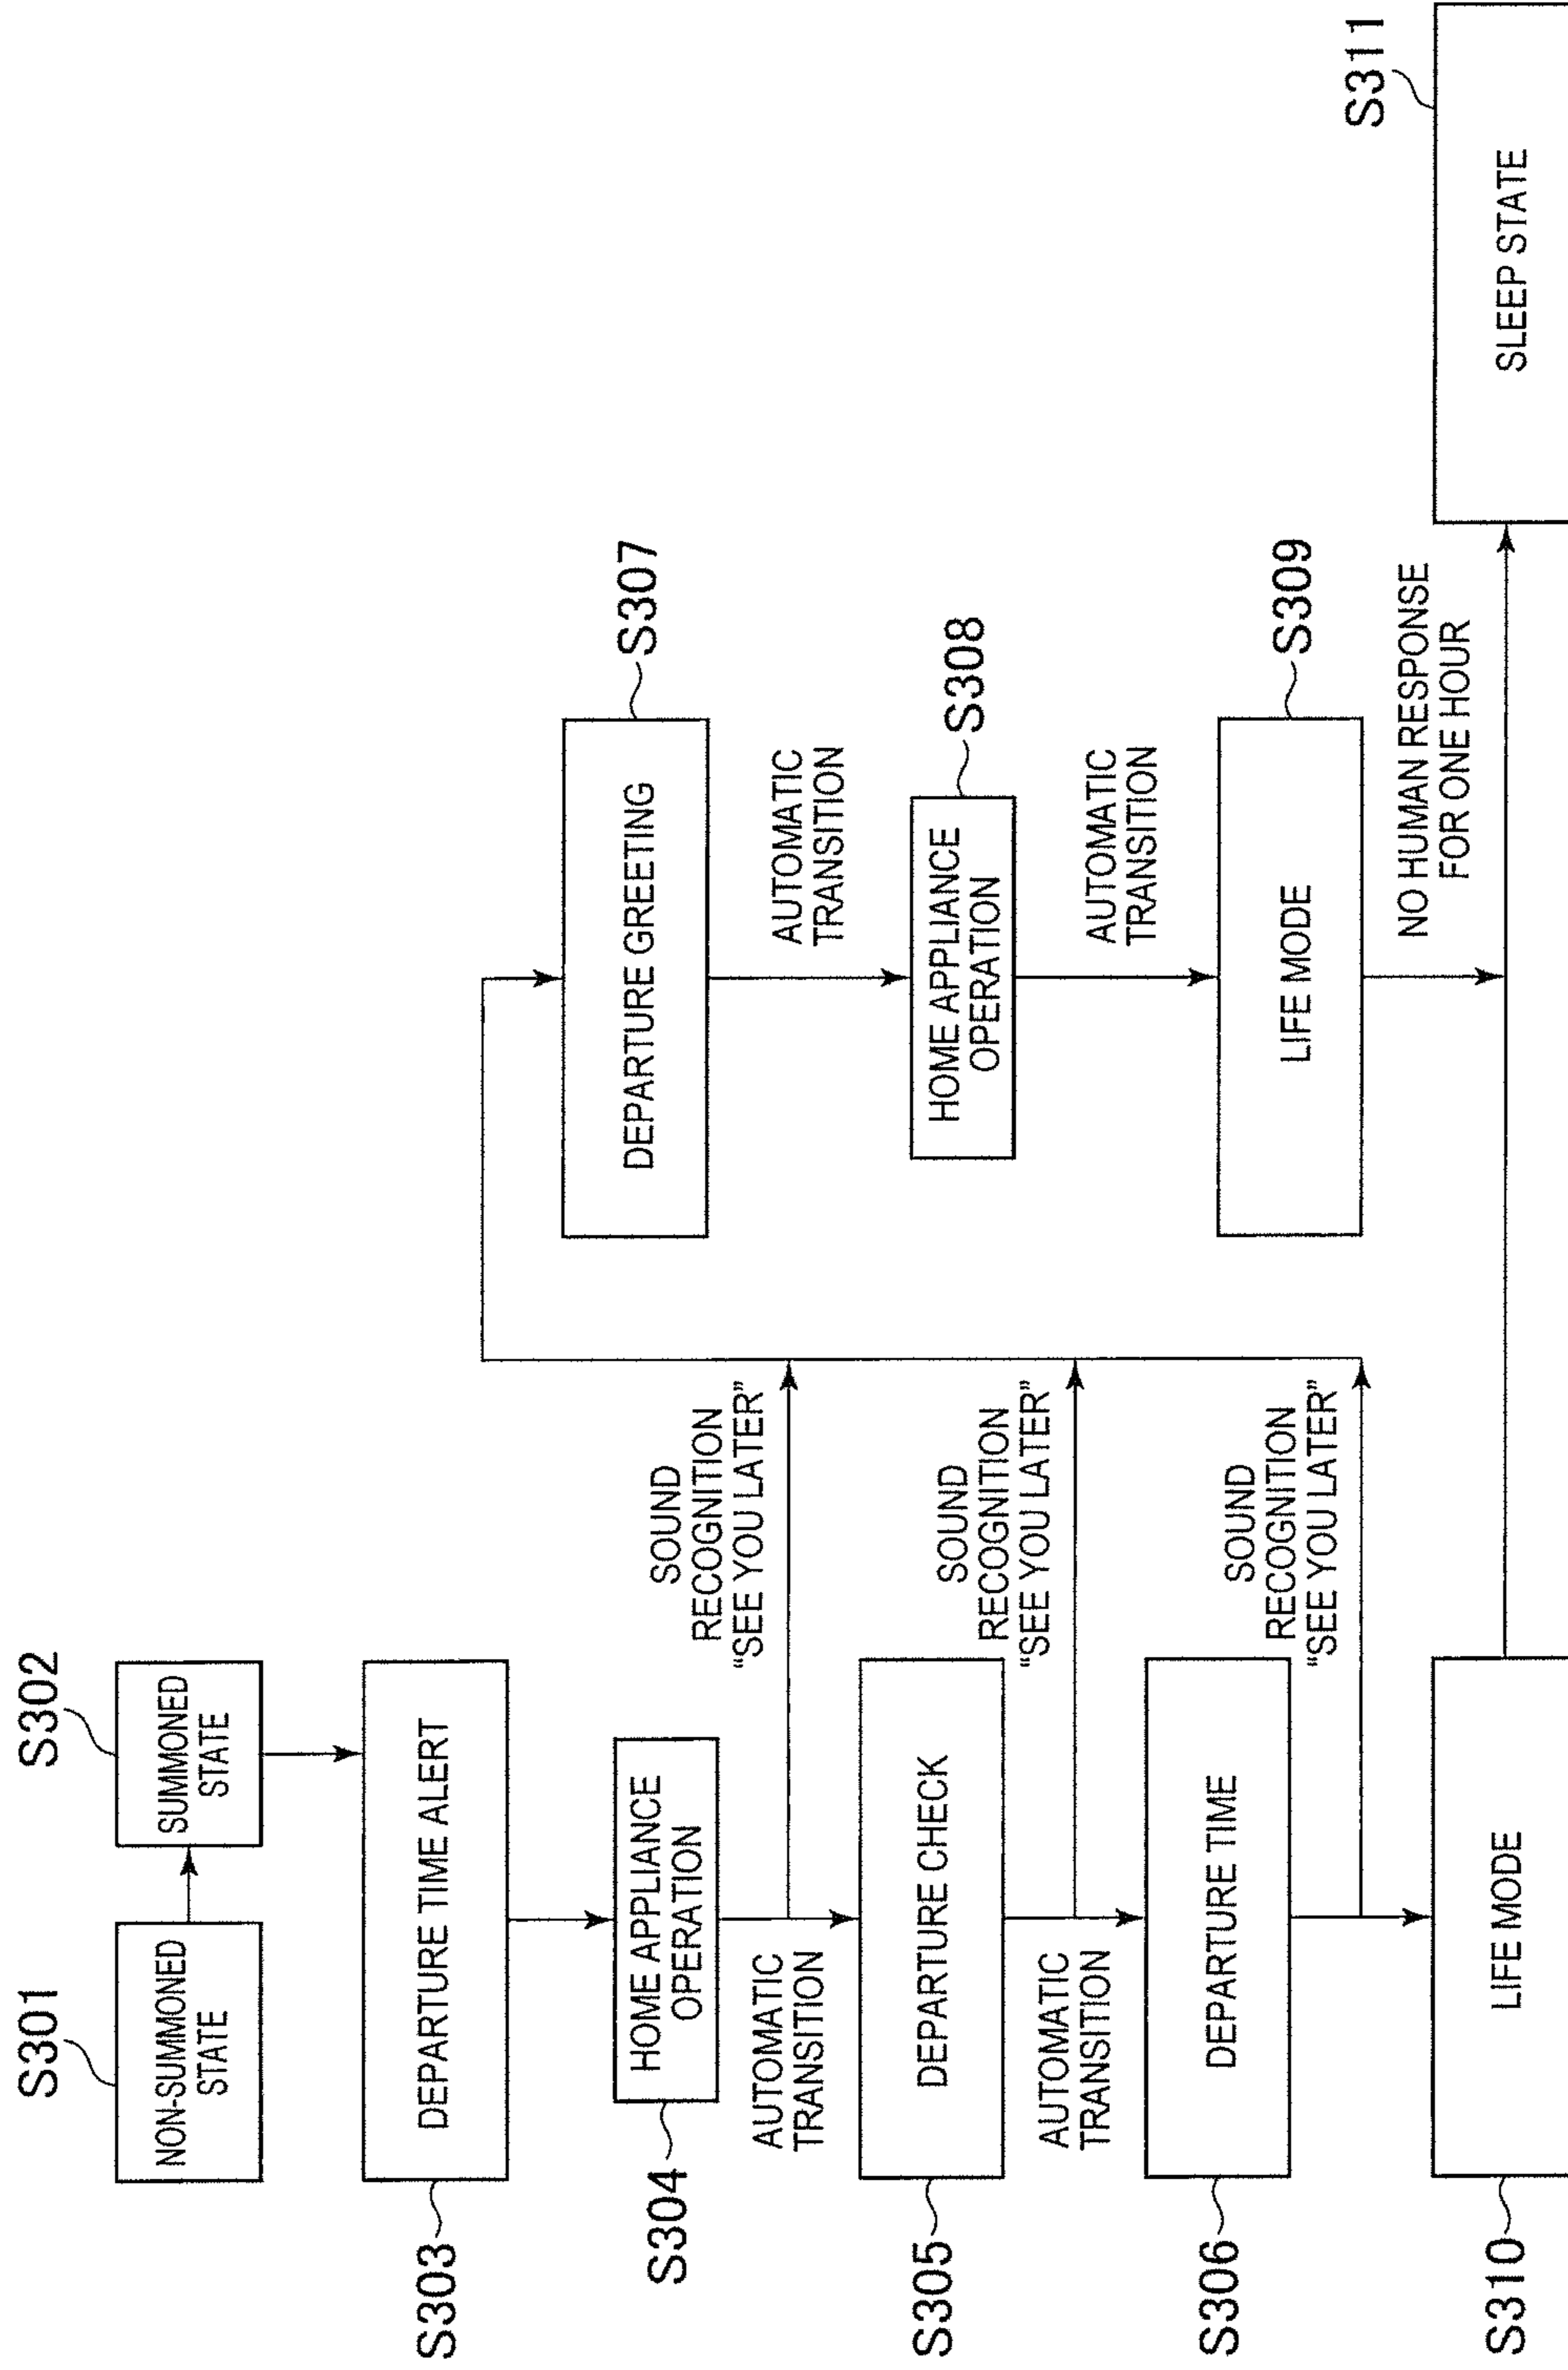 S301
S302
NON-SUMMONED
STATE
SUMMONED
STATE
S303
DEPARTURE TIME ALERT
S304
HOME APPLIANCE
OPERATION
AUTOMATIC
TRANSITION
SOUND
RECOGNITION
“SEE YOU LATER”
S305
DEPARTURE CHECK
AUTOMATIC
TRANSITION
SOUND
RECOGNITION
“SEE YOU LATER”
S306
DEPARTURE TIME
SOUND
RECOGNITION
“SEE YOU LATER”
S307
DEPARTURE GREETING
AUTOMATIC
TRANSITION
S308
HOME APPLIANCE
OPERATION
AUTOMATIC
TRANSITION
S309
LIFE MODE
NO HUMAN RESPONSE
FOR ONE HOUR
S310
LIFE MODE
S311
SLEEP STATE